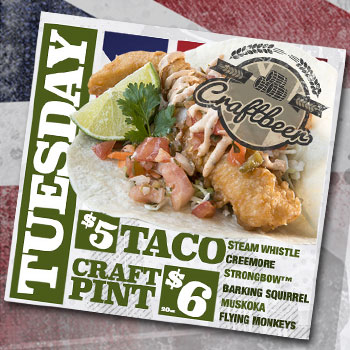 TUESDAY
Craftbeer
$5 TACO
CRAFT
PINT
20oz
$6
STEAM WHISTLE
CREEMORE
STRONGBOW™
BARKING SQUIRREL
MUSKOKA
FLYING MONKEYS